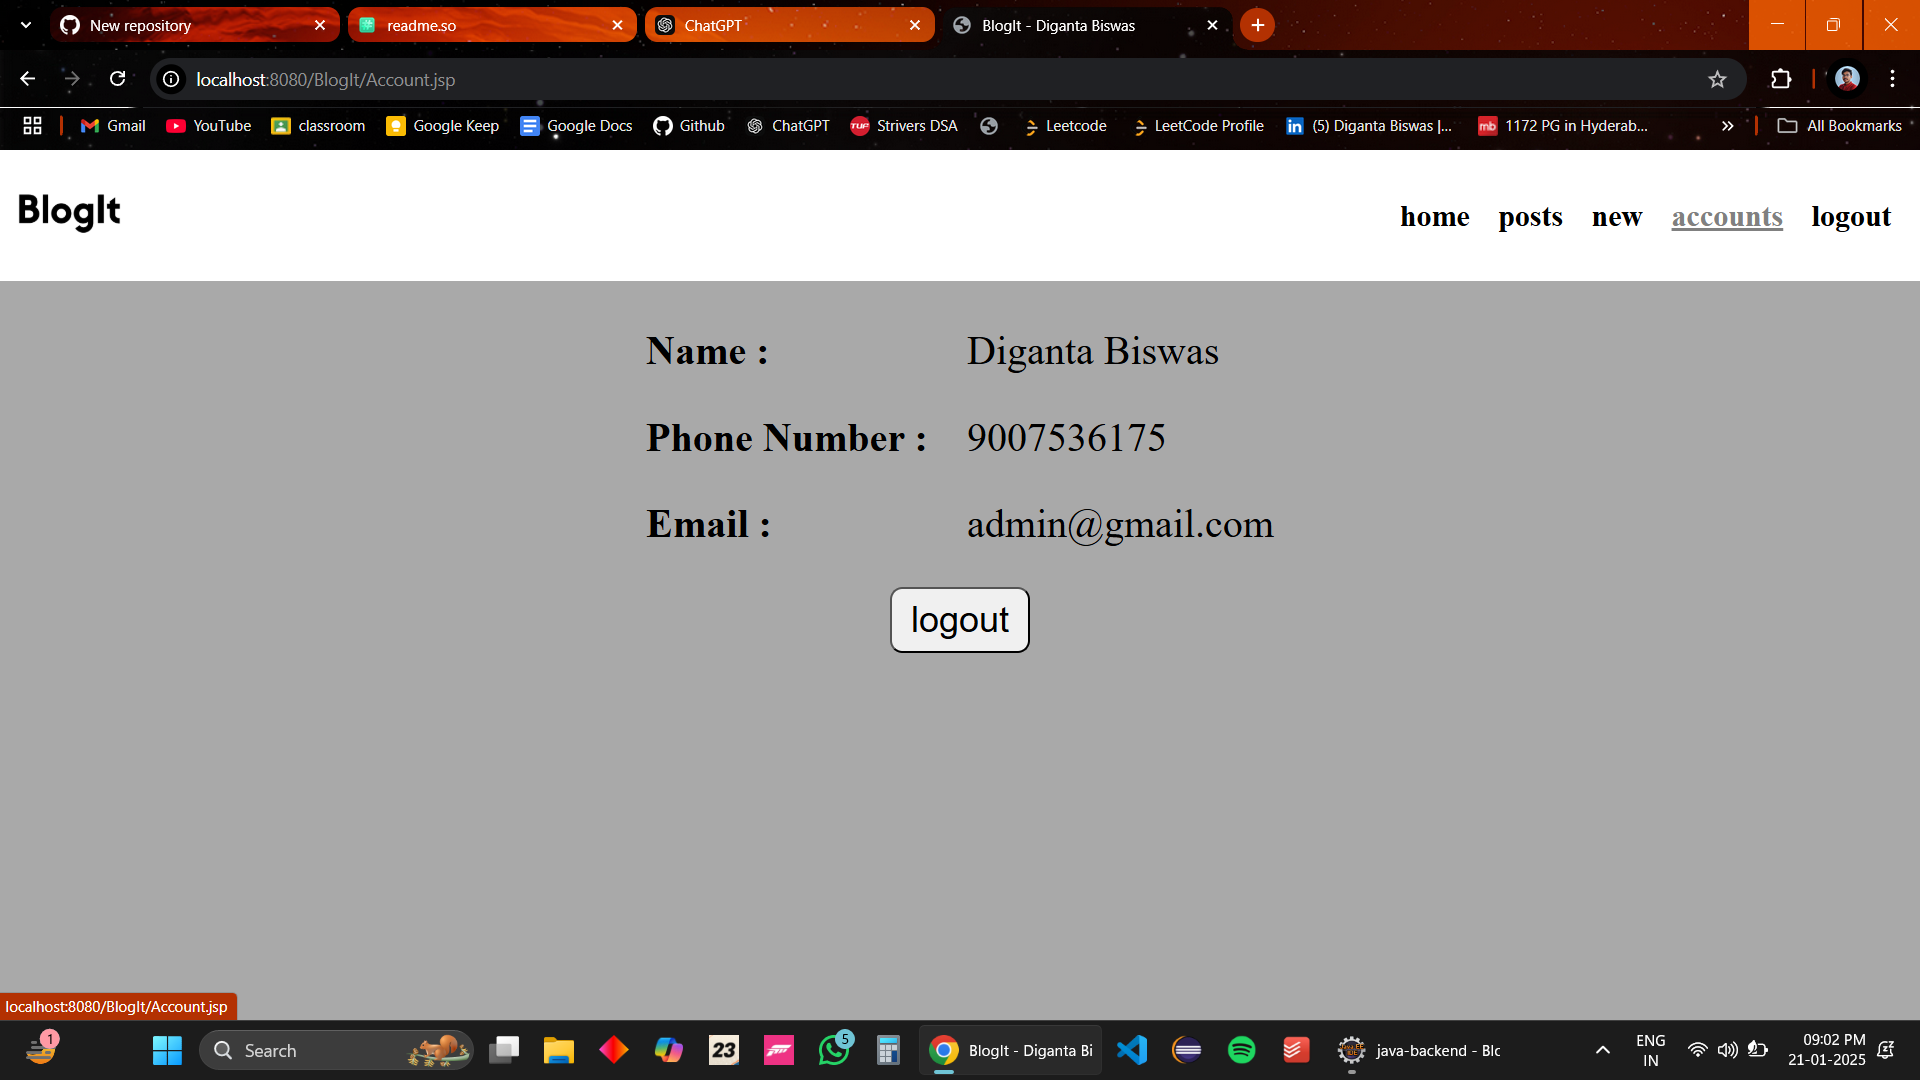 New repository
readme.so
ChatGPT
BlogIt - Diganta Biswas
localhost:8080/BlogIt/Account.jsp
Gmail YouTube classroom Google Keep Google Docs Github ChatGPT Strivers DSA Leetcode LeetCode Profile (5) Diganta Biswas |... 1172 PG in Hyderab... All Bookmarks
BlogIt
home posts new accounts logout
Name : Diganta Biswas
Phone Number : 9007536175
Email : admin@gmail.com
logout
localhost:8080/BlogIt/Account.jsp
1
Search
23
5
BlogIt - Diganta Bi
java-backend - Blc
ENG
IN
09:02 PM
21-01-2025